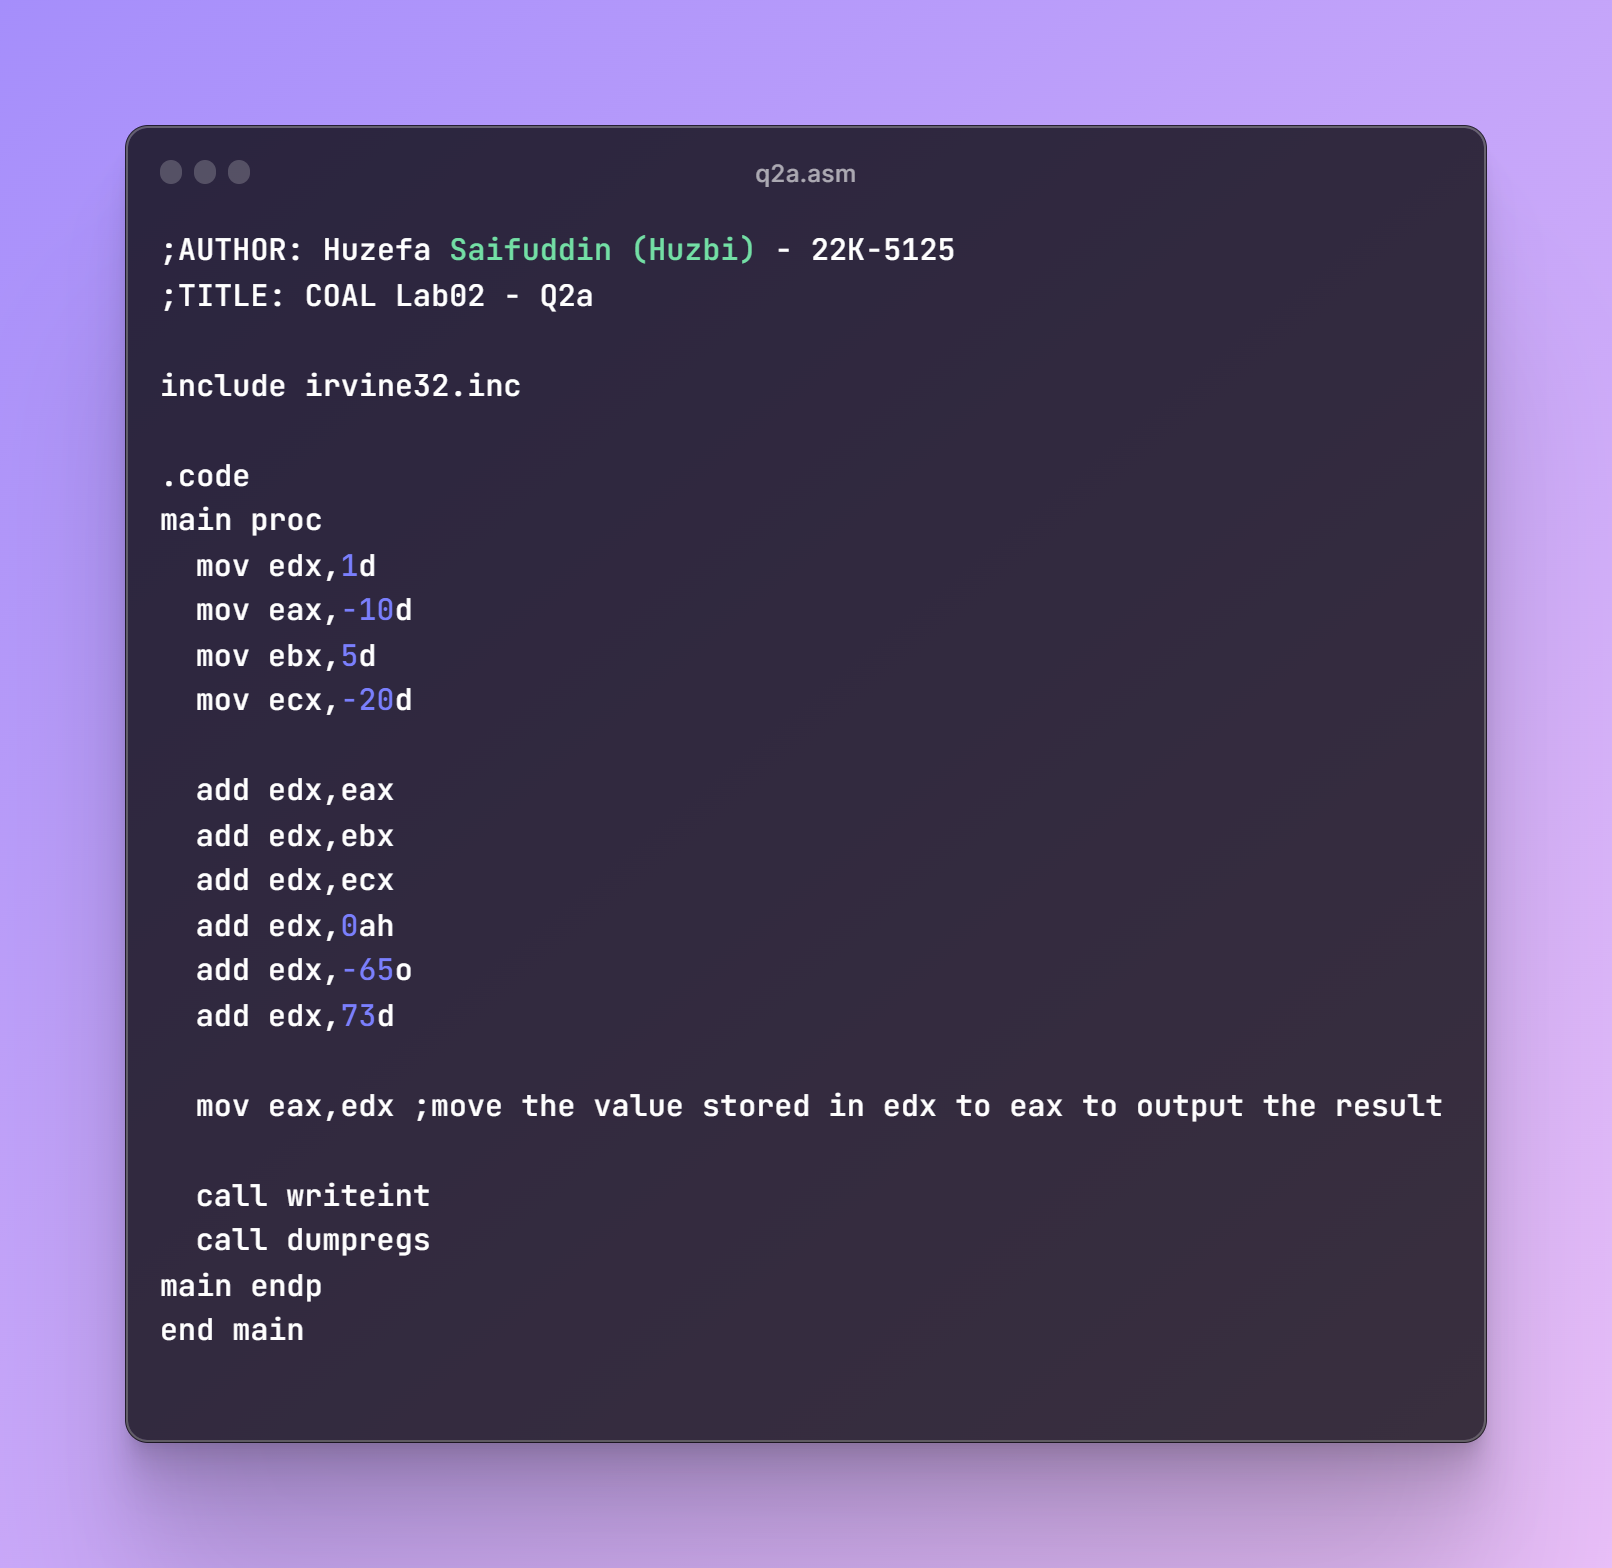 q2a.asm
;AUTHOR: Huzefa Saifuddin (Huzbi) - 22K-5125
;TITLE: COAL Lab02 - Q2a
include irvine32.inc
.code
main proc
mov edx,1d
mov eax,-10d
mov ebx,5d
mov ecx,-20d
add edx,eax
add edx,ebx
add edx,ecx
add edx,0ah
add edx,-65o
add edx,73d
mov eax,edx ;move the value stored in edx to eax to output the result
call writeint
call dumpregs
main endp
end main